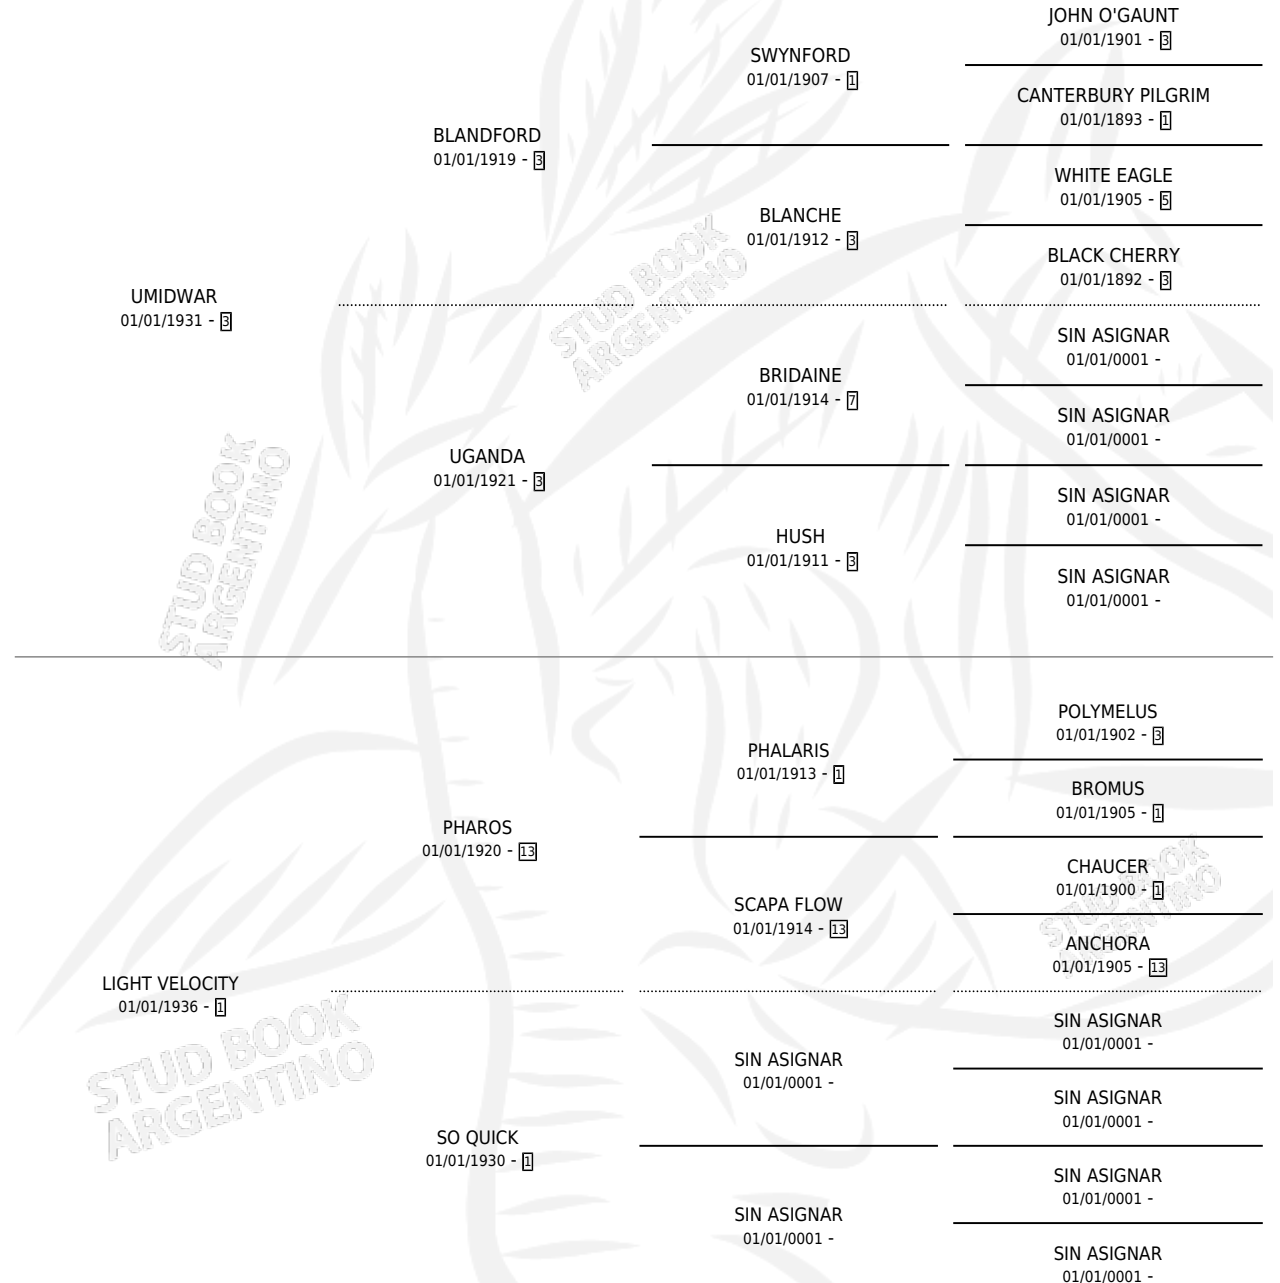 JOHN O'GAUNT
01/01/1901 - 3
SWYNFORD
01/01/1907 - 1
CANTERBURY PILGRIM
01/01/1893 - 1
BLANDFORD
01/01/1919 - 3
WHITE EAGLE
01/01/1905 - 5
BLANCHE
01/01/1912 - 3
BLACK CHERRY
01/01/1892 - 3
STUD BOOK
ARGENTINO
UMIDWAR
01/01/1931 - 3
SIN ASIGNAR
01/01/0001 -
BRIDAINE
01/01/1914 - 7
SIN ASIGNAR
01/01/0001 -
UGANDA
01/01/1921 - 3
SIN ASIGNAR
01/01/0001 -
HUSH
01/01/1911 - 3
SIN ASIGNAR
01/01/0001 -
STUD BOOK
ARGENTINO
POLYMELUS
01/01/1902 - 3
PHALARIS
01/01/1913 - 1
BROMUS
01/01/1905 - 1
PHAROS
01/01/1920 - 13
CHAUCER
01/01/1900 - 1
SCAPA FLOW
01/01/1914 - 13
ANCHORA
01/01/1905 - 13
STUD BOOK
ARGENTINO
LIGHT VELOCITY
01/01/1936 - 1
SIN ASIGNAR
01/01/0001 -
SIN ASIGNAR
01/01/0001 -
SIN ASIGNAR
01/01/0001 -
STUD BOOK
ARGENTINO
SO QUICK
01/01/1930 - 1
SIN ASIGNAR
01/01/0001 -
SIN ASIGNAR
01/01/0001 -
SIN ASIGNAR
01/01/0001 -